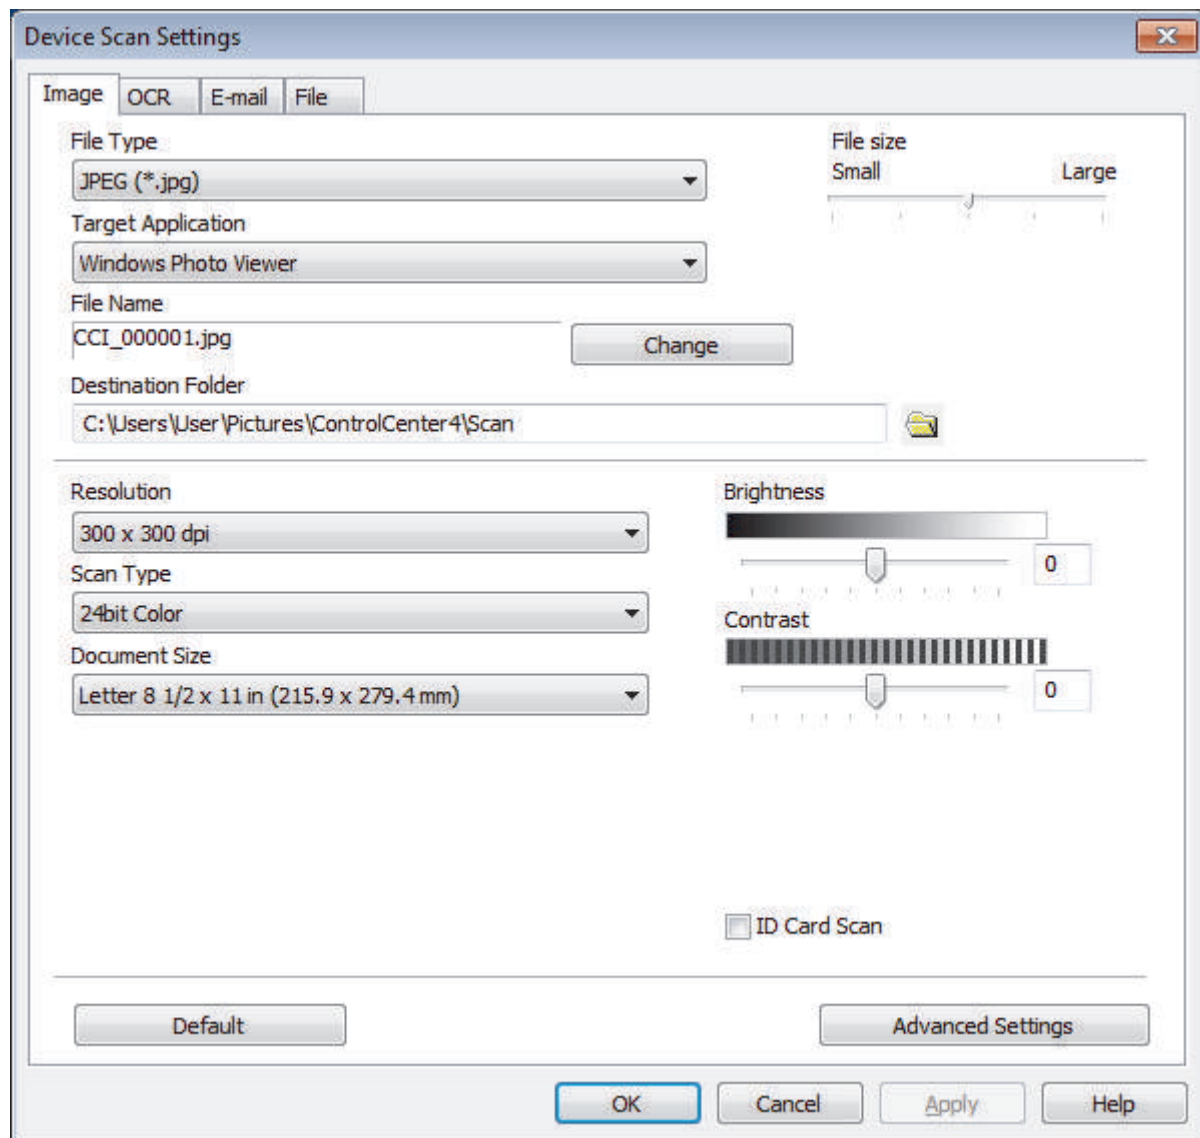 Device Scan Settings
Image OCR E-mail File
File Type
JPEG (*.jpg)
File size
Small Large
Target Application
Windows Photo Viewer
File Name
CCI_000001.jpg
Change
Destination Folder
C:\Users\User\Pictures\ControlCenter4\Scan
Resolution
300 x 300 dpi
Scan Type
24bit Color
Document Size
Letter 8 1/2 x 11 in (215.9 x 279.4 mm)
Brightness
0
Contrast
0
ID Card Scan
Default
Advanced Settings
OK Cancel Apply Help